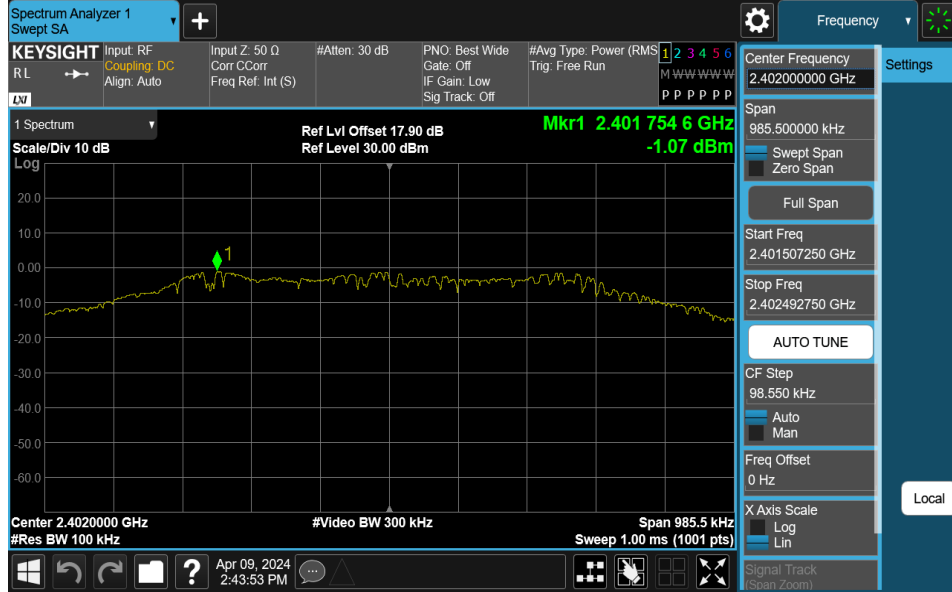 Spectrum Analyzer 1
Swept SA
Frequency
KEYSIGHT
RL
LXI
Input: RF
Coupling: DC
Align: Auto
Input Z: 50 Ω
Corr CCorr
Freq Ref: Int (S)
#Atten: 30 dB
PNO: Best Wide
Gate: Off
IF Gain: Low
Sig Track: Off
#Avg Type: Power (RMS
Trig: Free Run
1 2 3 4 5 6
M W W W W W
P P P P P P
Center Frequency
2.402000000 GHz
Settings
Span
985.500000 kHz
Swept Span
Zero Span
Full Span
Start Freq
2.401507250 GHz
Stop Freq
2.402492750 GHz
AUTO TUNE
CF Step
98.550 kHz
Auto
Man
Freq Offset
0 Hz
X Axis Scale
Log
Lin
Signal Track
(Span Zoom)
Local
1 Spectrum
Scale/Div 10 dB
Log
Ref Lvl Offset 17.90 dB
Ref Level 30.00 dBm
Mkr1 2.401 754 6 GHz
-1.07 dBm
20.0
10.0
0.00
-10.0
-20.0
-30.0
-40.0
-50.0
-60.0
1
Center 2.4020000 GHz
#Res BW 100 kHz
#Video BW 300 kHz
Span 985.5 kHz
Sweep 1.00 ms (1001 pts)
?
Apr 09, 2024
2:43:53 PM